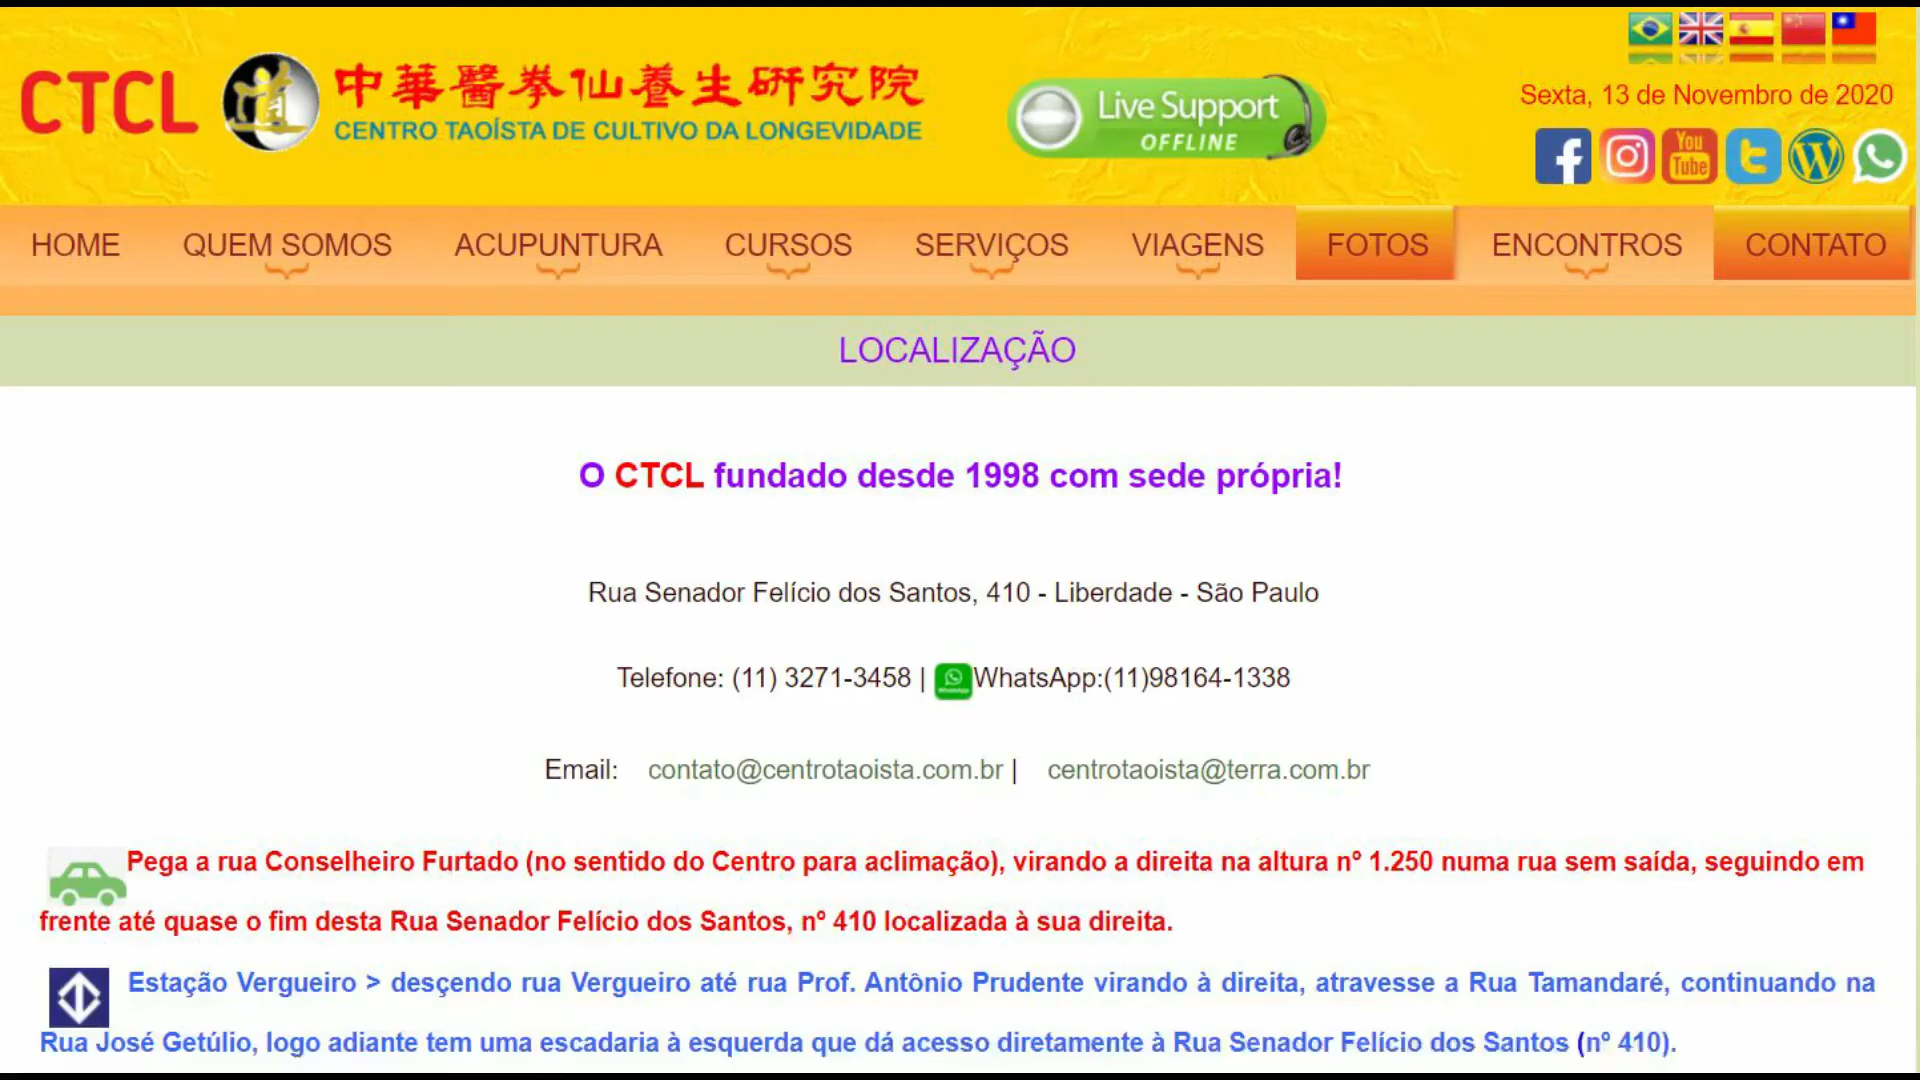 CTCL
中華醫拳仙養生研究院
CENTRO TAOÍSTA DE CULTIVO DA LONGEVIDADE
Live Support
OFFLINE
Sexta, 13 de Novembro de 2020
You
Tube
HOME QUEM SOMOS ACUPUNTURA CURSOS SERVIÇOS VIAGENS FOTOS ENCONTROS CONTATO
LOCALIZAÇÃO
O CTCL fundado desde 1998 com sede própria!
Rua Senador Felício dos Santos, 410 - Liberdade - São Paulo
Telefone: (11) 3271-3458 | WhatsApp:(11)98164-1338
Email: contato@centrotaoista.com.br | centrotaoista@terra.com.br
Pega a rua Conselheiro Furtado (no sentido do Centro para aclimação), virando a direita na altura nº 1.250 numa rua sem saída, seguindo em
frente até quase o fim desta Rua Senador Felício dos Santos, nº 410 localizada à sua direita.
Estação Vergueiro > desçendo rua Vergueiro até rua Prof. Antônio Prudente virando à direita, atravesse a Rua Tamandaré, continuando na
Rua José Getúlio, logo adiante tem uma escadaria à esquerda que dá acesso diretamente à Rua Senador Felício dos Santos (nº 410).